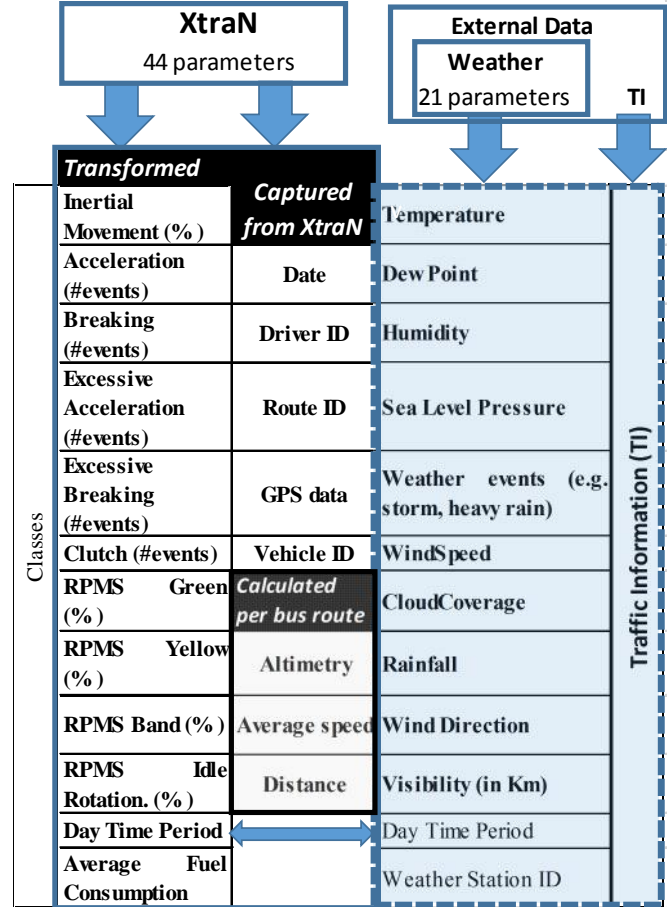 XtraN
44 parameters
External Data
Weather
21 parameters
TI
Transformed
Captured
from XtraN
Classes
Inertial
Movement (%)
Temperature
Acceleration
(#events)
Date
Dew Point
Breaking
(#events)
Driver ID
Humidity
Excessive
Acceleration
(#events)
Route ID
Sea Level Pressure
Excessive
Breaking
(#events)
GPS data
Weather events (e.g.
storm, heavy rain)
Clutch (#events)
Vehicle ID
WindSpeed
RPMS Green
(%)
Calculated
per bus route
CloudCoverage
RPMS Yellow
(%)
Altimetry
Rainfall
RPMS Band (%)
Average speed
Wind Direction
RPMS Idle
Rotation. (%)
Distance
Visibility (in Km)
Day Time Period
Day Time Period
Average Fuel
Consumption
Weather Station ID
Traffic Information (TI)